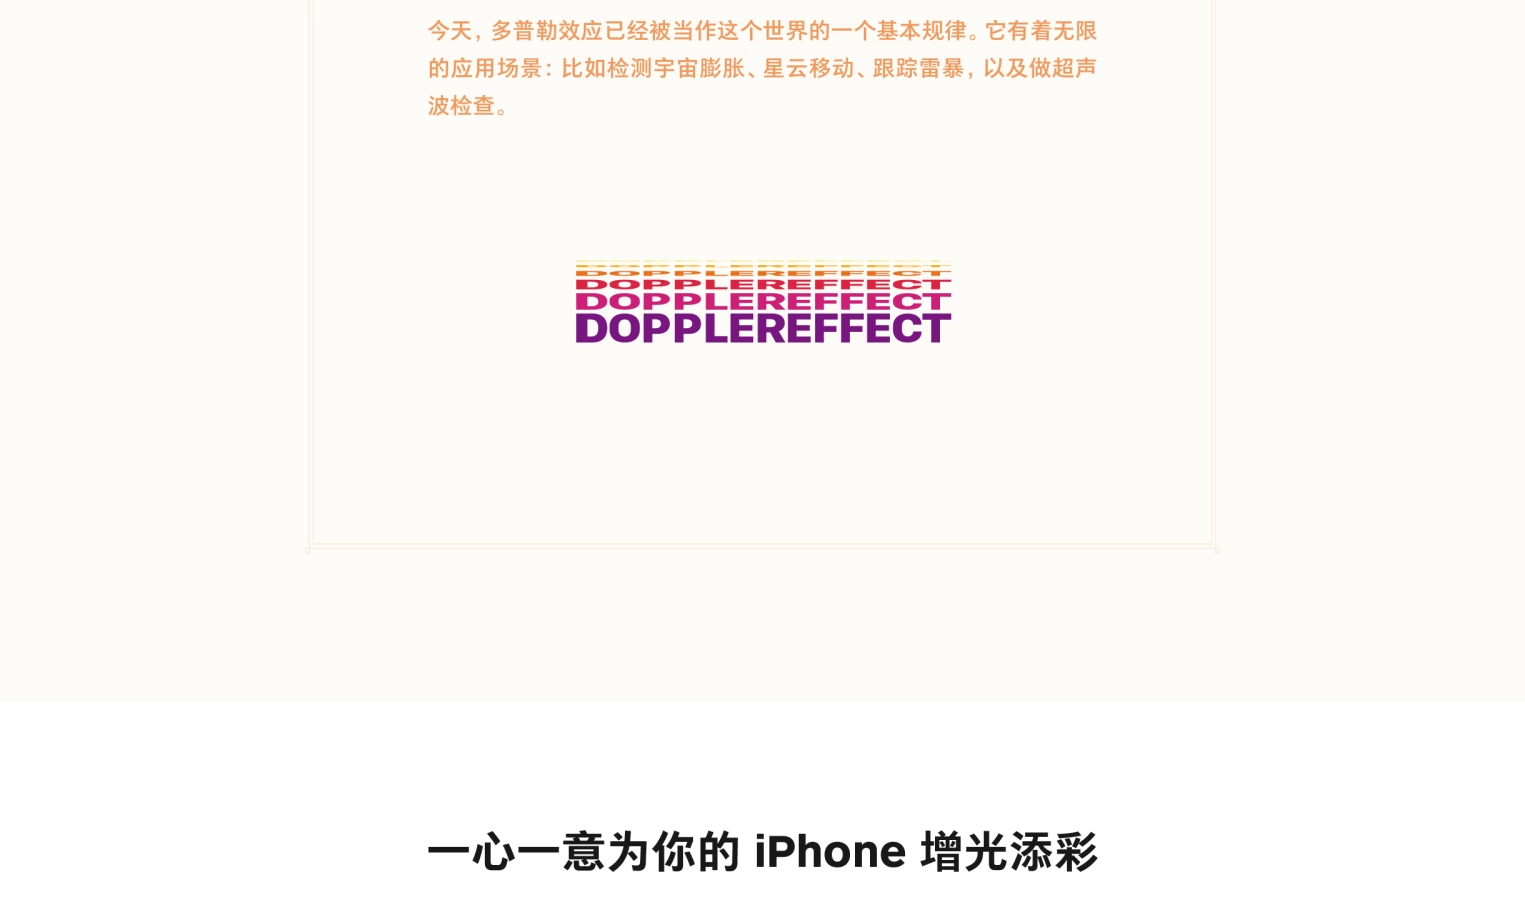 今天，多普勒效应已经被当作这个世界的一个基本规律。它有着无限
的应用场景：比如检测宇宙膨胀、星云移动、跟踪雷暴，以及做超声
波检查。
DOPPLEREFFECT
DOPPLEREFFECT
DOPPLEREFFECT
DOPPLEREFFECT
DOPPLEREFFECT
一心一意为你的 iPhone 增光添彩